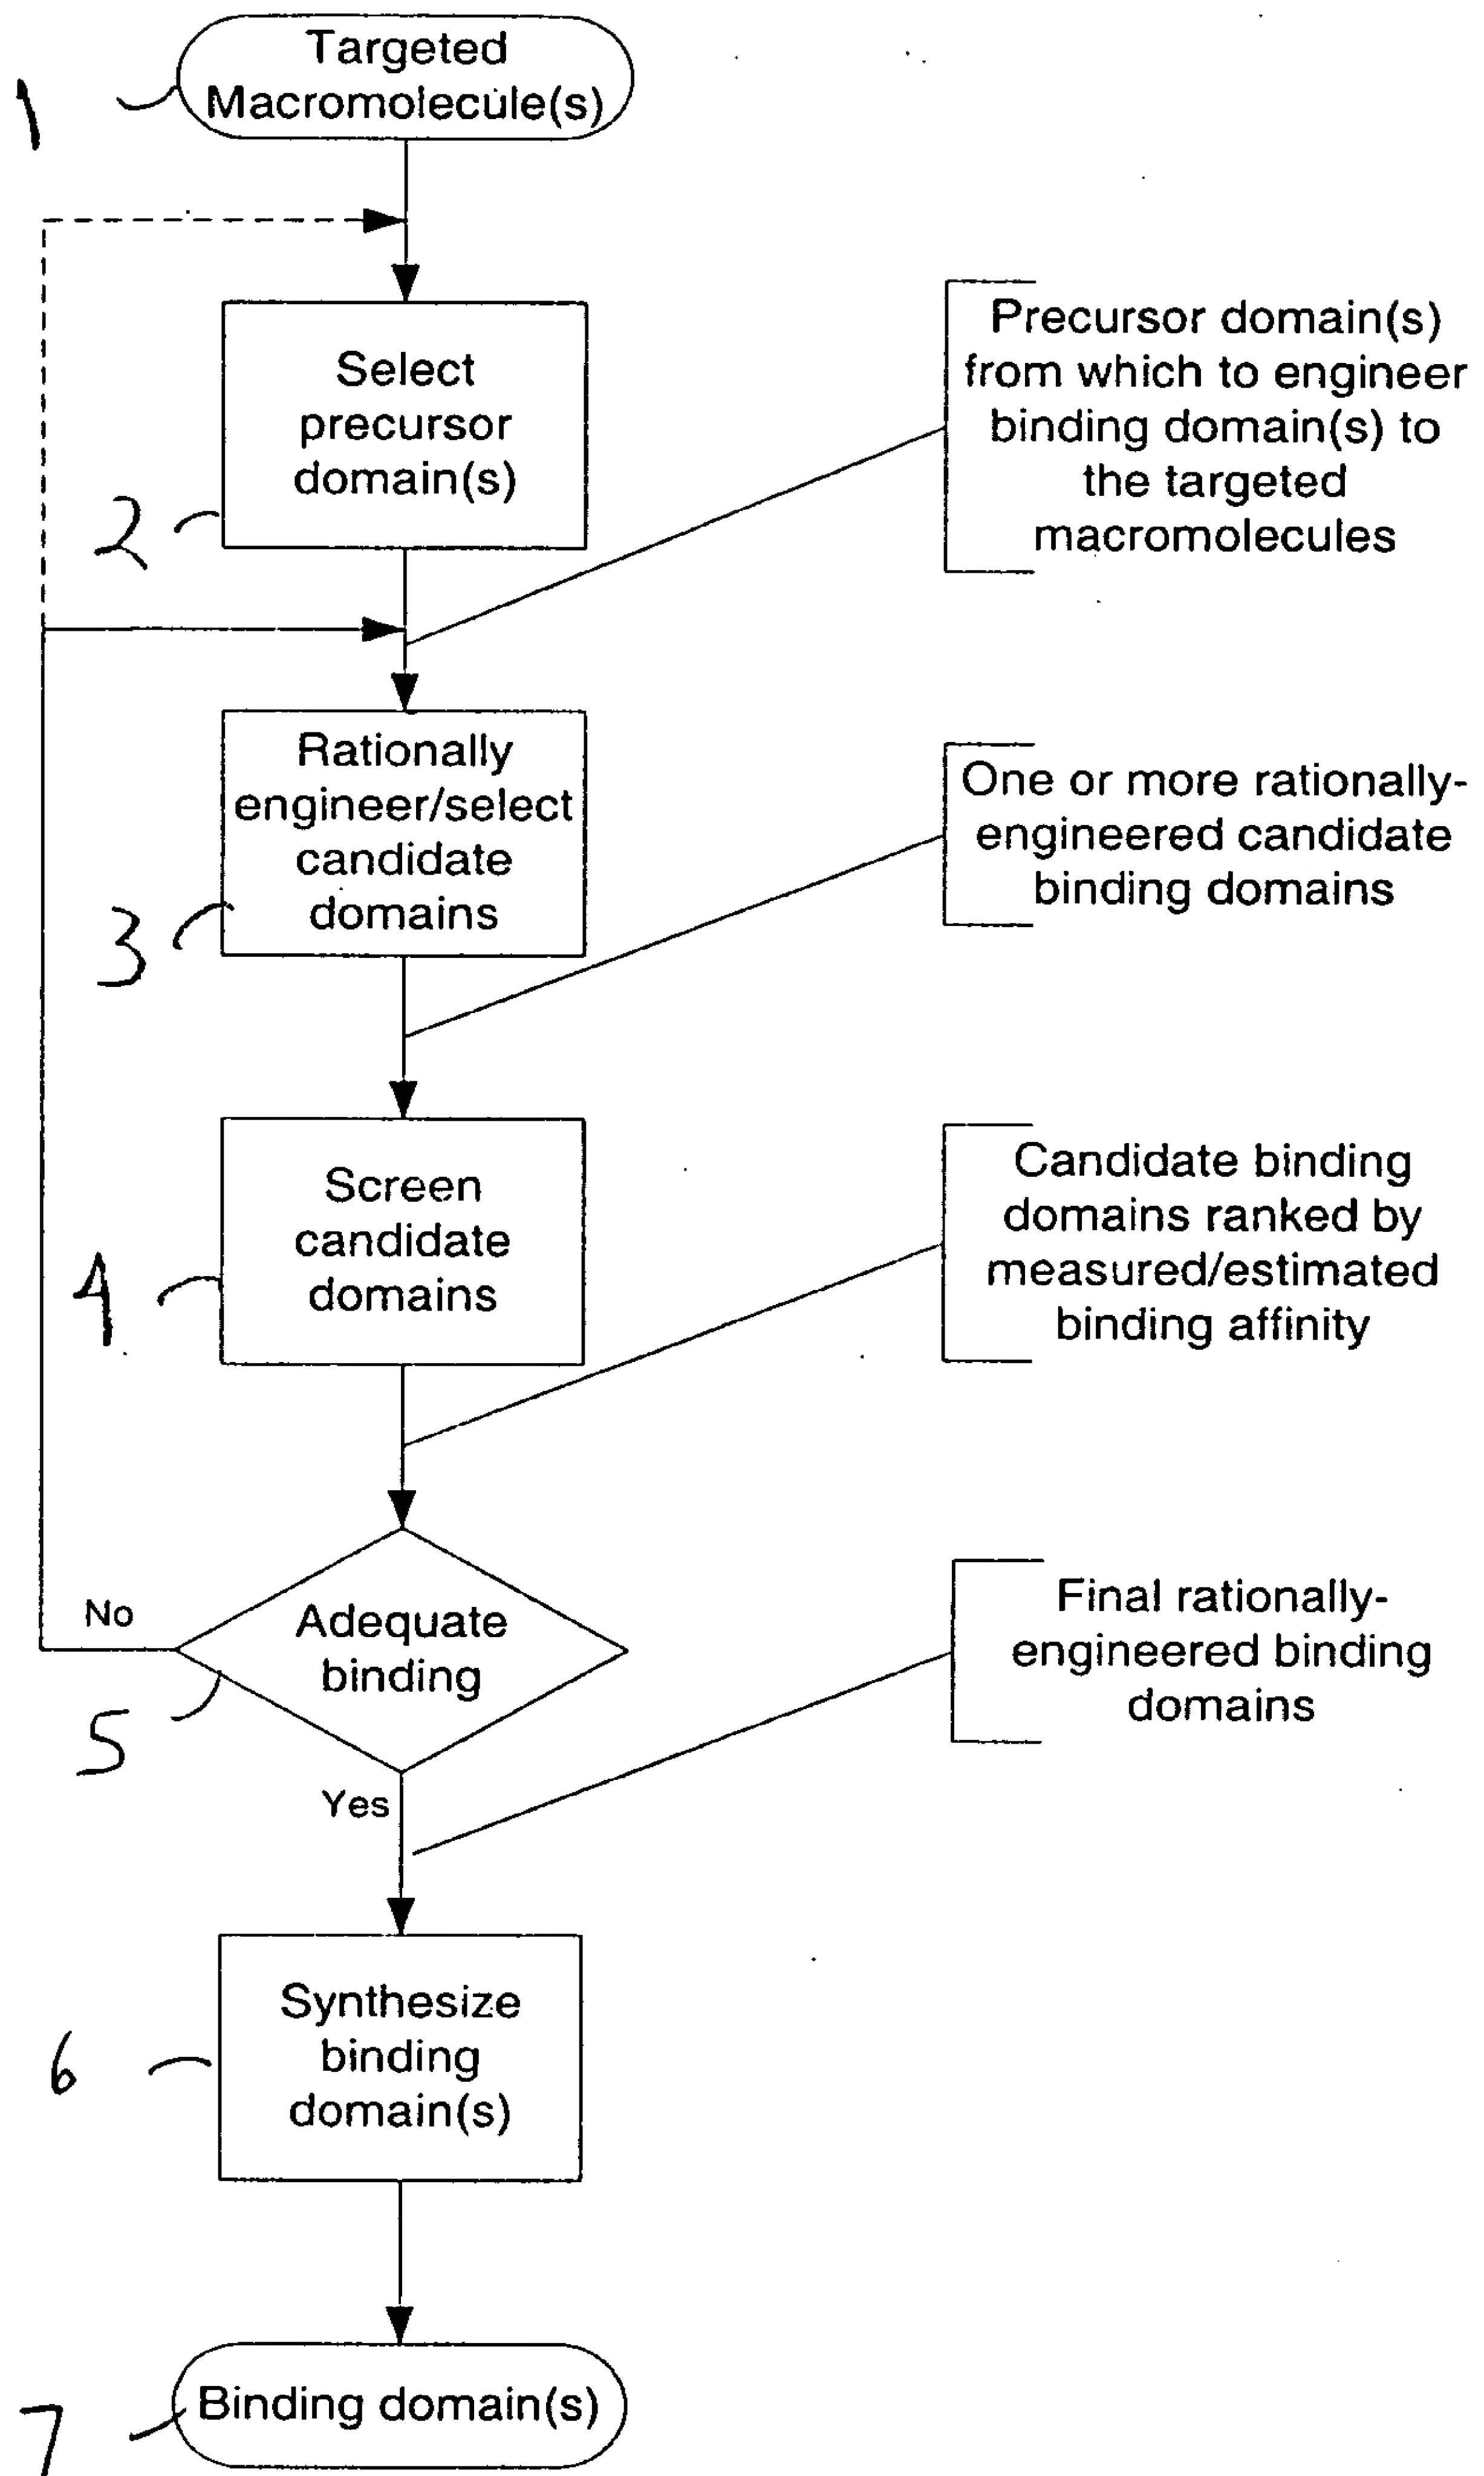 Targeted
Macromolecule(s)
1
Select
precursor
domain(s)
2
Precursor domain(s)
from which to engineer
binding domain(s) to
the targeted
macromolecules
Rationally
engineer/select
candidate
domains
3
One or more rationally-
engineered candidate
binding domains
Screen
candidate
domains
4
Candidate binding
domains ranked by
measured/estimated
binding affinity
No
Adequate
binding
5
Yes
Final rationally-
engineered binding
domains
Synthesize
binding
domain(s)
6
Binding domain(s)
7